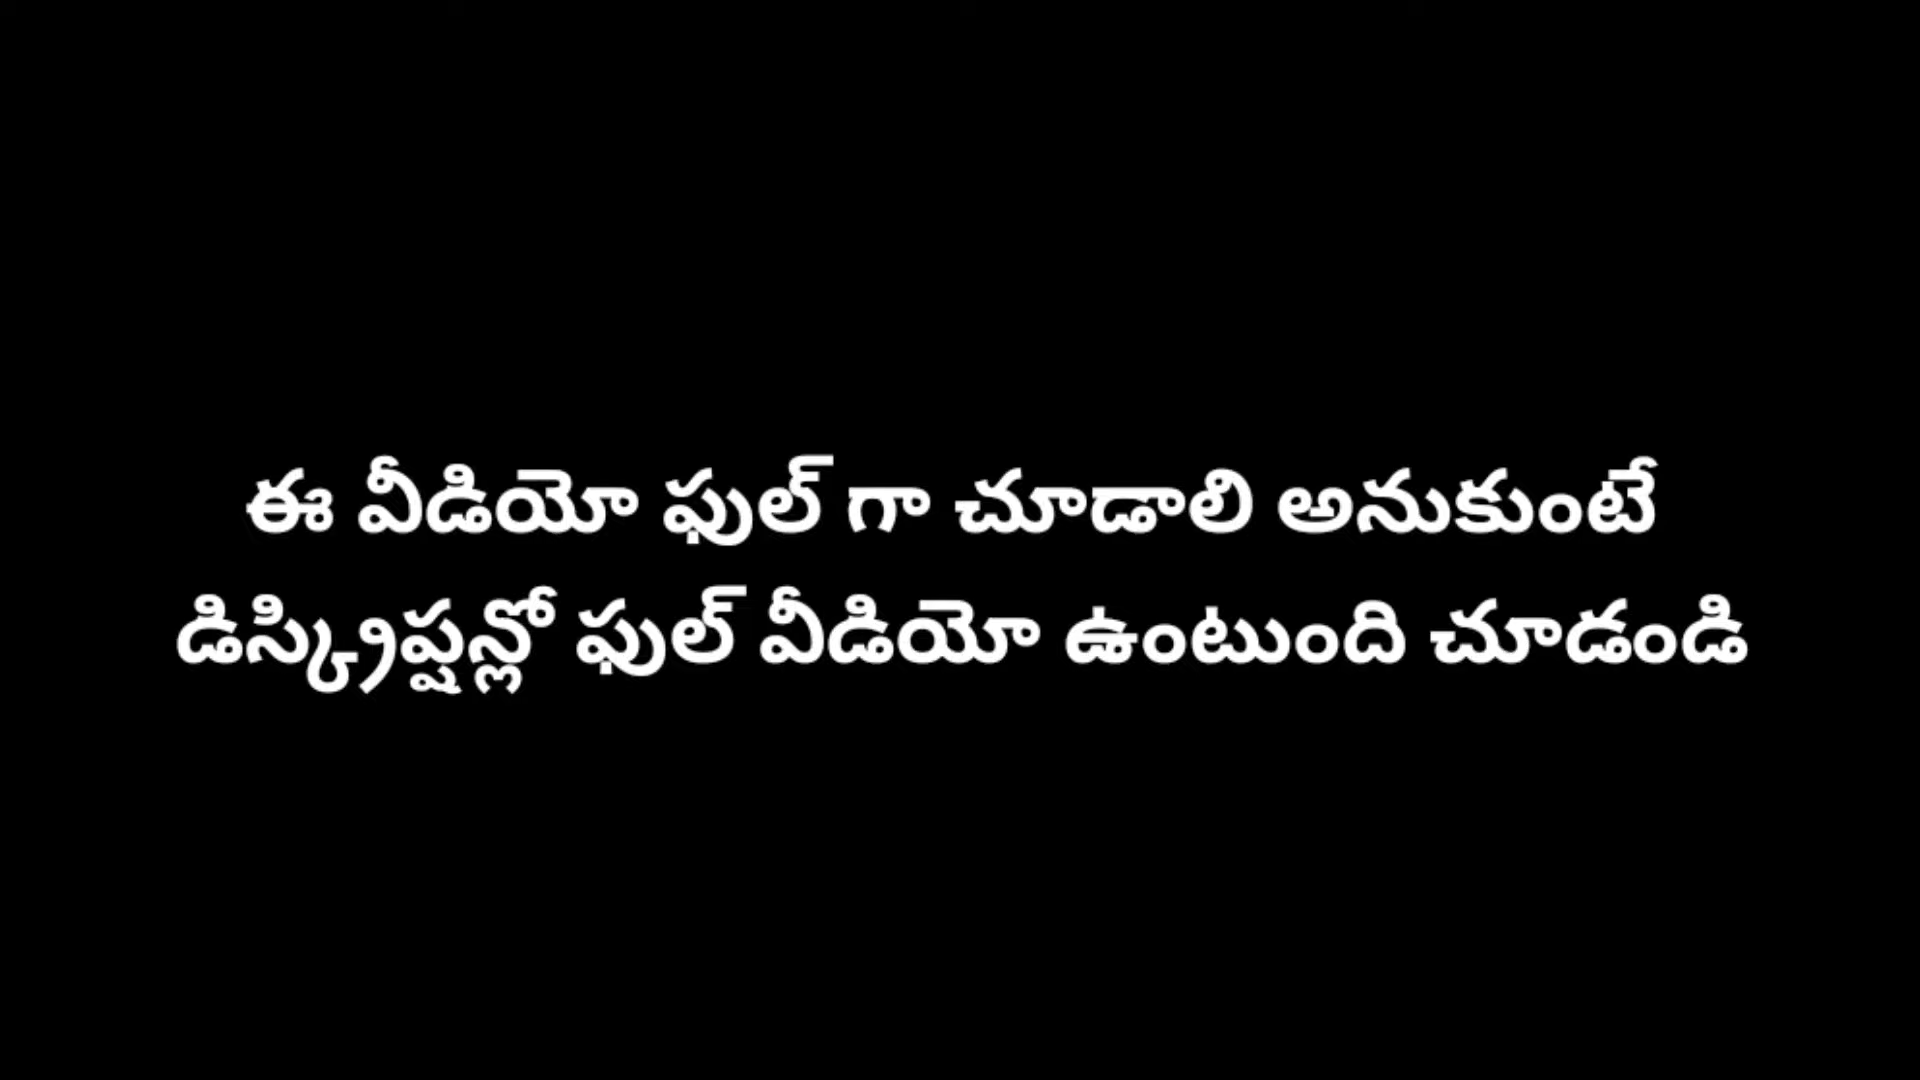 ఈ వీడియో ఫుల్ గా చూడాలి అనుకుంటే
డిస్క్రిప్షన్లో ఫుల్ వీడియో ఉంటుంది చూడండి